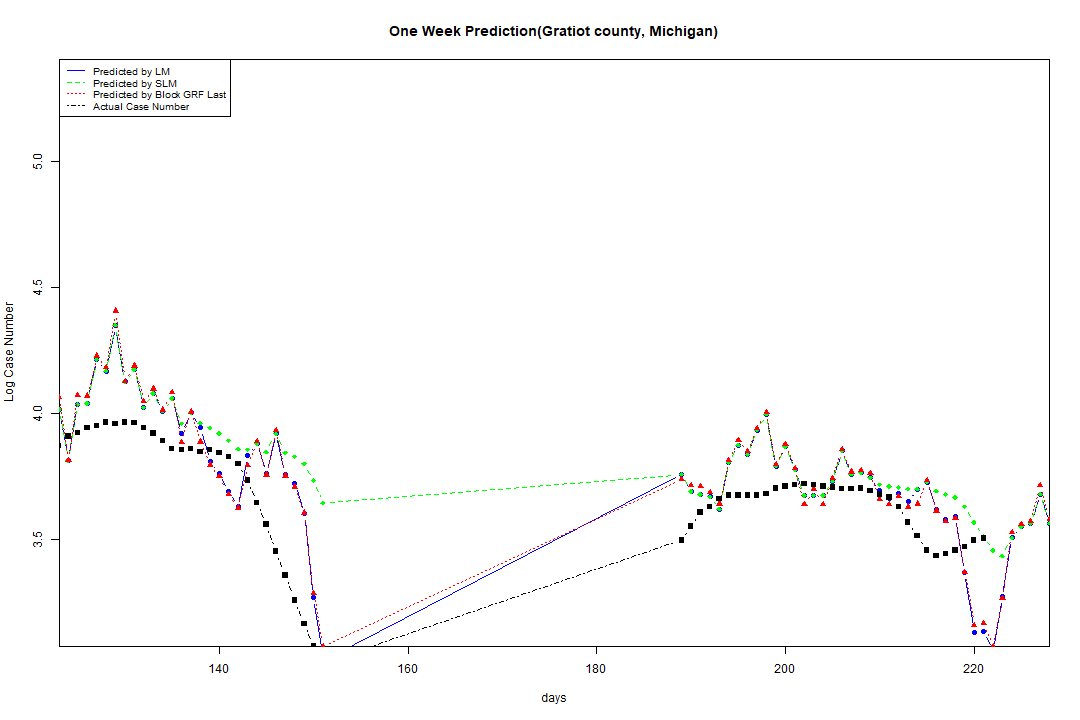 One Week Prediction(Gratiot county, Michigan)
Predicted by LM
Predicted by SLM
Predicted by Block GRF Last
Actual Case Number
5.0
4.5
4.0
3.5
Log Case Number
140 160 180 200 220
days